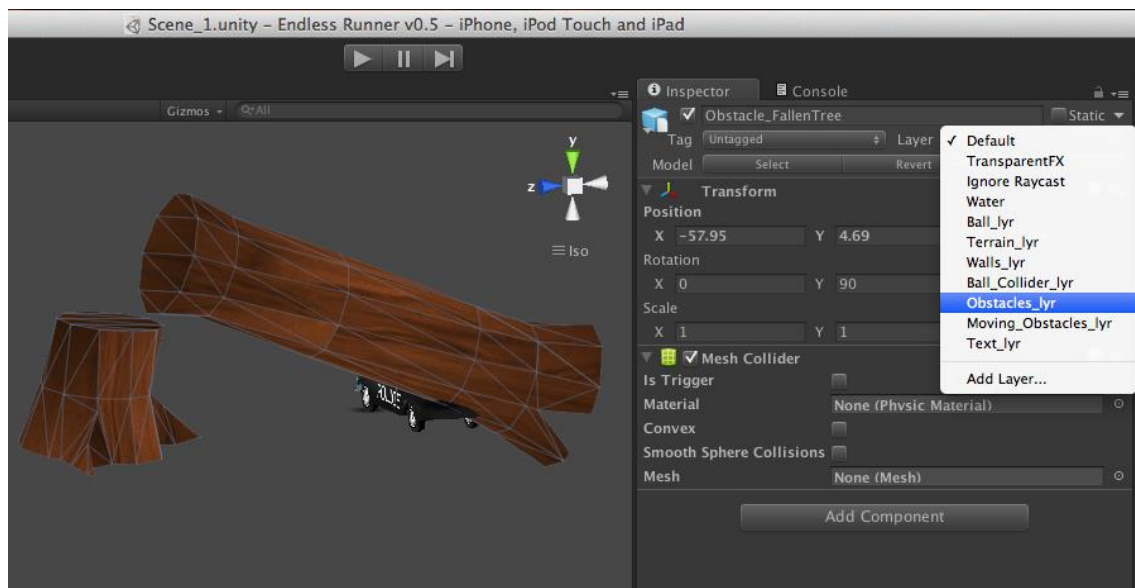 Scene_1.unity – Endless Runner v0.5 – iPhone, iPod Touch and iPad
Inspector Console
Gizmos All
Obstacle_FallenTree Static
Tag Untagged Layer
Model Select Revert
✓ Default
TransparentFX
Ignore Raycast
Water
Ball_lyr
Terrain_lyr
Walls_lyr
Ball_Collider_lyr
Obstacles_lyr
Moving_Obstacles_lyr
Text_lyr
Add Layer...
Transform
Position
X -57.95 Y 4.69
Rotation
X 0 Y 90
Scale
X 1 Y 1
Mesh Collider
Is Trigger
Material None (Physic Material)
Convex
Smooth Sphere Collisions
Mesh None (Mesh)
Add Component
y
z
Iso
POLICE